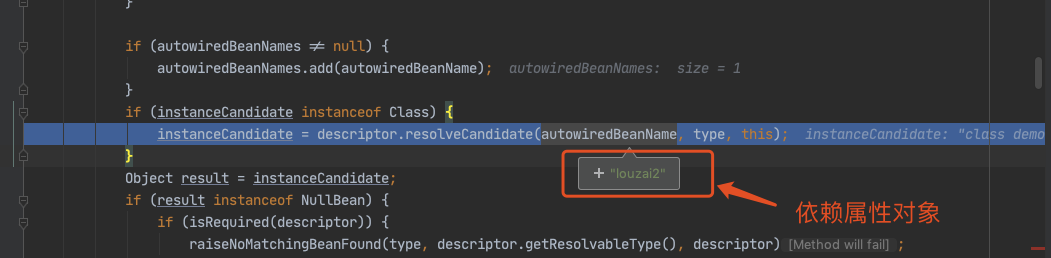 }
if (autowiredBeanNames != null) {
autowiredBeanNames.add(autowiredBeanName); autowiredBeanNames: size = 1
}
if (instanceCandidate instanceof Class) {
instanceCandidate = descriptor.resolveCandidate(autowiredBeanName, type, this); instanceCandidate: "class demo
}
+ "louzai2"
Object result = instanceCandidate;
if (result instanceof NullBean) {
依赖属性对象
if (isRequired(descriptor)) {
raiseNoMatchingBeanFound(type, descriptor.getResolvableType(), descriptor) [Method will fail] ;